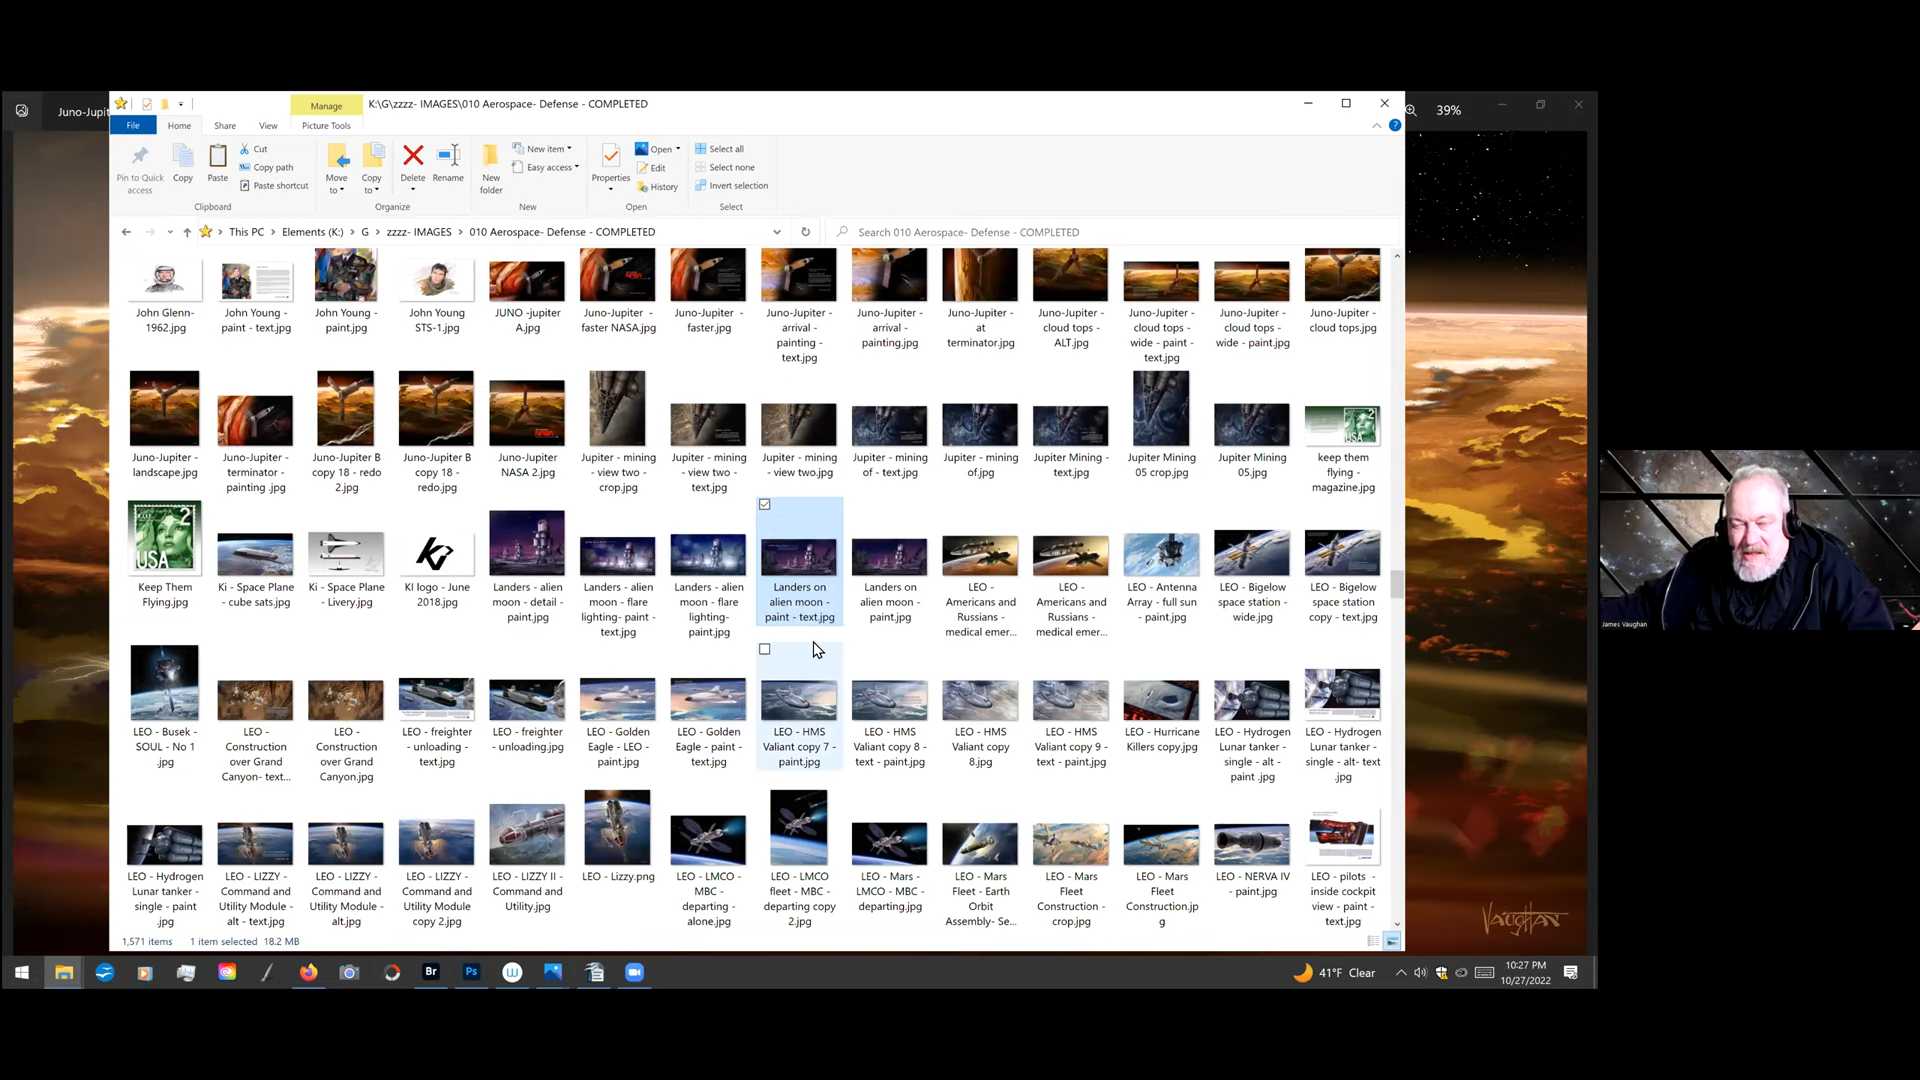 Juno-Jupit
Manage
K:\G\zzzz- IMAGES\010 Aerospace- Defense - COMPLETED
39%
File
Home
Share
View
Picture Tools
Pin to Quick access
Copy
Paste
Cut
Copy path
Paste shortcut
Clipboard
Move to
Copy to
Delete
Rename
Organize
New folder
New item
Easy access
New
Properties
Open
Edit
History
Open
Select all
Select none
Invert selection
Select
This PC > Elements (K:) > G > zzzz- IMAGES > 010 Aerospace- Defense - COMPLETED
Search 010 Aerospace- Defense - COMPLETED
John Glenn- 1962.jpg
John Young - paint - text.jpg
John Young - paint.jpg
John Young STS-1.jpg
JUNO -jupiter A.jpg
Juno-Jupiter - faster NASA.jpg
Juno-Jupiter - faster.jpg
Juno-Jupiter - arrival - painting - text.jpg
Juno-Jupiter - arrival - painting.jpg
Juno-Jupiter - at terminator.jpg
Juno-Jupiter - cloud tops - ALT.jpg
Juno-Jupiter - cloud tops - wide - paint - text.jpg
Juno-Jupiter - cloud tops - wide - paint.jpg
Juno-Jupiter - cloud tops.jpg
Juno-Jupiter - landscape.jpg
Juno-Jupiter - terminator - painting .jpg
Juno-Jupiter B copy 18 - redo 2.jpg
Juno-Jupiter B copy 18 - redo.jpg
Juno-Jupiter NASA 2.jpg
Jupiter - mining - view two - crop.jpg
Jupiter - mining - view two - text.jpg
Jupiter - mining - view two.jpg
Jupiter - mining of - text.jpg
Jupiter - mining of.jpg
Jupiter Mining - text.jpg
Jupiter Mining 05 crop.jpg
Jupiter Mining 05.jpg
keep them flying - magazine.jpg
Keep Them Flying.jpg
Ki - Space Plane - cube sats.jpg
Ki - Space Plane - Livery.jpg
KI logo - June 2018.jpg
Landers - alien moon - detail - paint.jpg
Landers - alien moon - flare lighting- paint - text.jpg
Landers - alien moon - flare lighting- paint.jpg
Landers on alien moon - paint - text.jpg
Landers on alien moon - paint.jpg
LEO - Americans and Russians - medical emer...
LEO - Americans and Russians - medical emer...
LEO - Antenna Array - full sun - paint.jpg
LEO - Bigelow space station - wide.jpg
LEO - Bigelow space station copy - text.jpg
LEO - Busek - SOUL - No 1 .jpg
LEO - Construction over Grand Canyon- text...
LEO - Construction over Grand Canyon.jpg
LEO - freighter - unloading - text.jpg
LEO - freighter - unloading.jpg
LEO - Golden Eagle - LEO - paint.jpg
LEO - Golden Eagle - paint - text.jpg
LEO - HMS Valiant copy 7 - paint.jpg
LEO - HMS Valiant copy 8 - text - paint.jpg
LEO - HMS Valiant copy 8.jpg
LEO - HMS Valiant copy 9 - text - paint.jpg
LEO - Hurricane Killers copy.jpg
LEO - Hydrogen Lunar tanker - single - alt - paint .jpg
LEO - Hydrogen Lunar tanker - single - alt- text .jpg
LEO - Hydrogen Lunar tanker - single - paint .jpg
LEO - LIZZY - Command and Utility Module - alt - text.jpg
LEO - LIZZY - Command and Utility Module - alt.jpg
LEO - LIZZY - Command and Utility Module copy 2.jpg
LEO - LIZZY II - Command and Utility.jpg
LEO - Lizzy.png
LEO - LMCO - MBC - departing - alone.jpg
LEO - LMCO fleet - MBC - departing copy 2.jpg
LEO - Mars - LMCO - MBC - departing.jpg
LEO - Mars Fleet - Earth Orbit Assembly- Se...
LEO - Mars Fleet Construction - crop.jpg
LEO - Mars Fleet Construction.jpg
LEO - NERVA IV - paint.jpg
LEO - pilots - inside cockpit view - paint - text.jpg
USA
2
KI
VAUGHAN
James Vaughan
1,571 items
1 item selected 18.2 MB
Br
Ps
41°F Clear
10:27 PM
10/27/2022